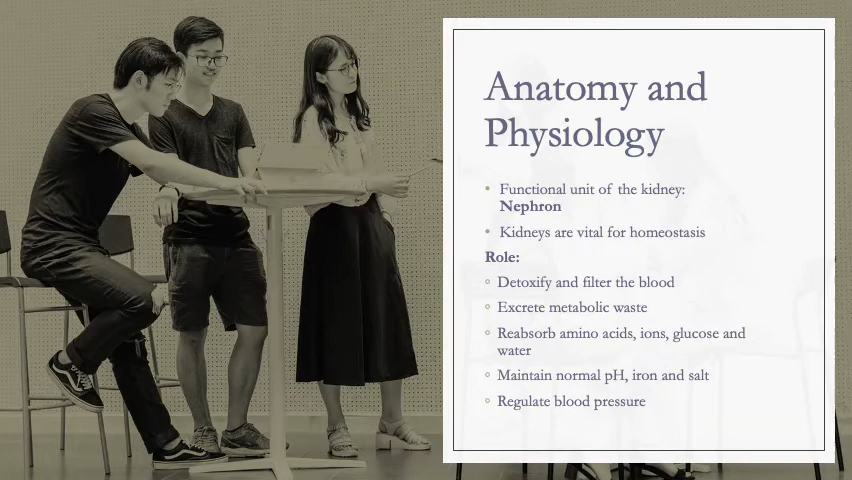 Anatomy and
Physiology
• Functional unit of the kidney:
Nephron
• Kidneys are vital for homeostasis
Role:
◦ Detoxify and filter the blood
◦ Excrete metabolic waste
◦ Reabsorb amino acids, ions, glucose and
water
◦ Maintain normal pH, iron and salt
◦ Regulate blood pressure